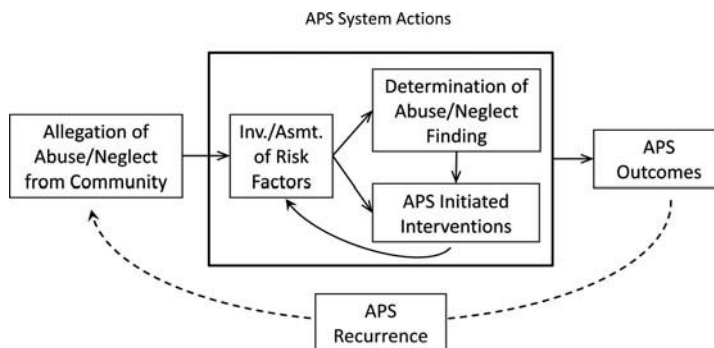 APS System Actions
Allegation of
Abuse/Neglect
from Community
Inv./Asmt.
of Risk
Factors
Determination of
Abuse/Neglect
Finding
APS Initiated
Interventions
APS
Outcomes
APS
Recurrence